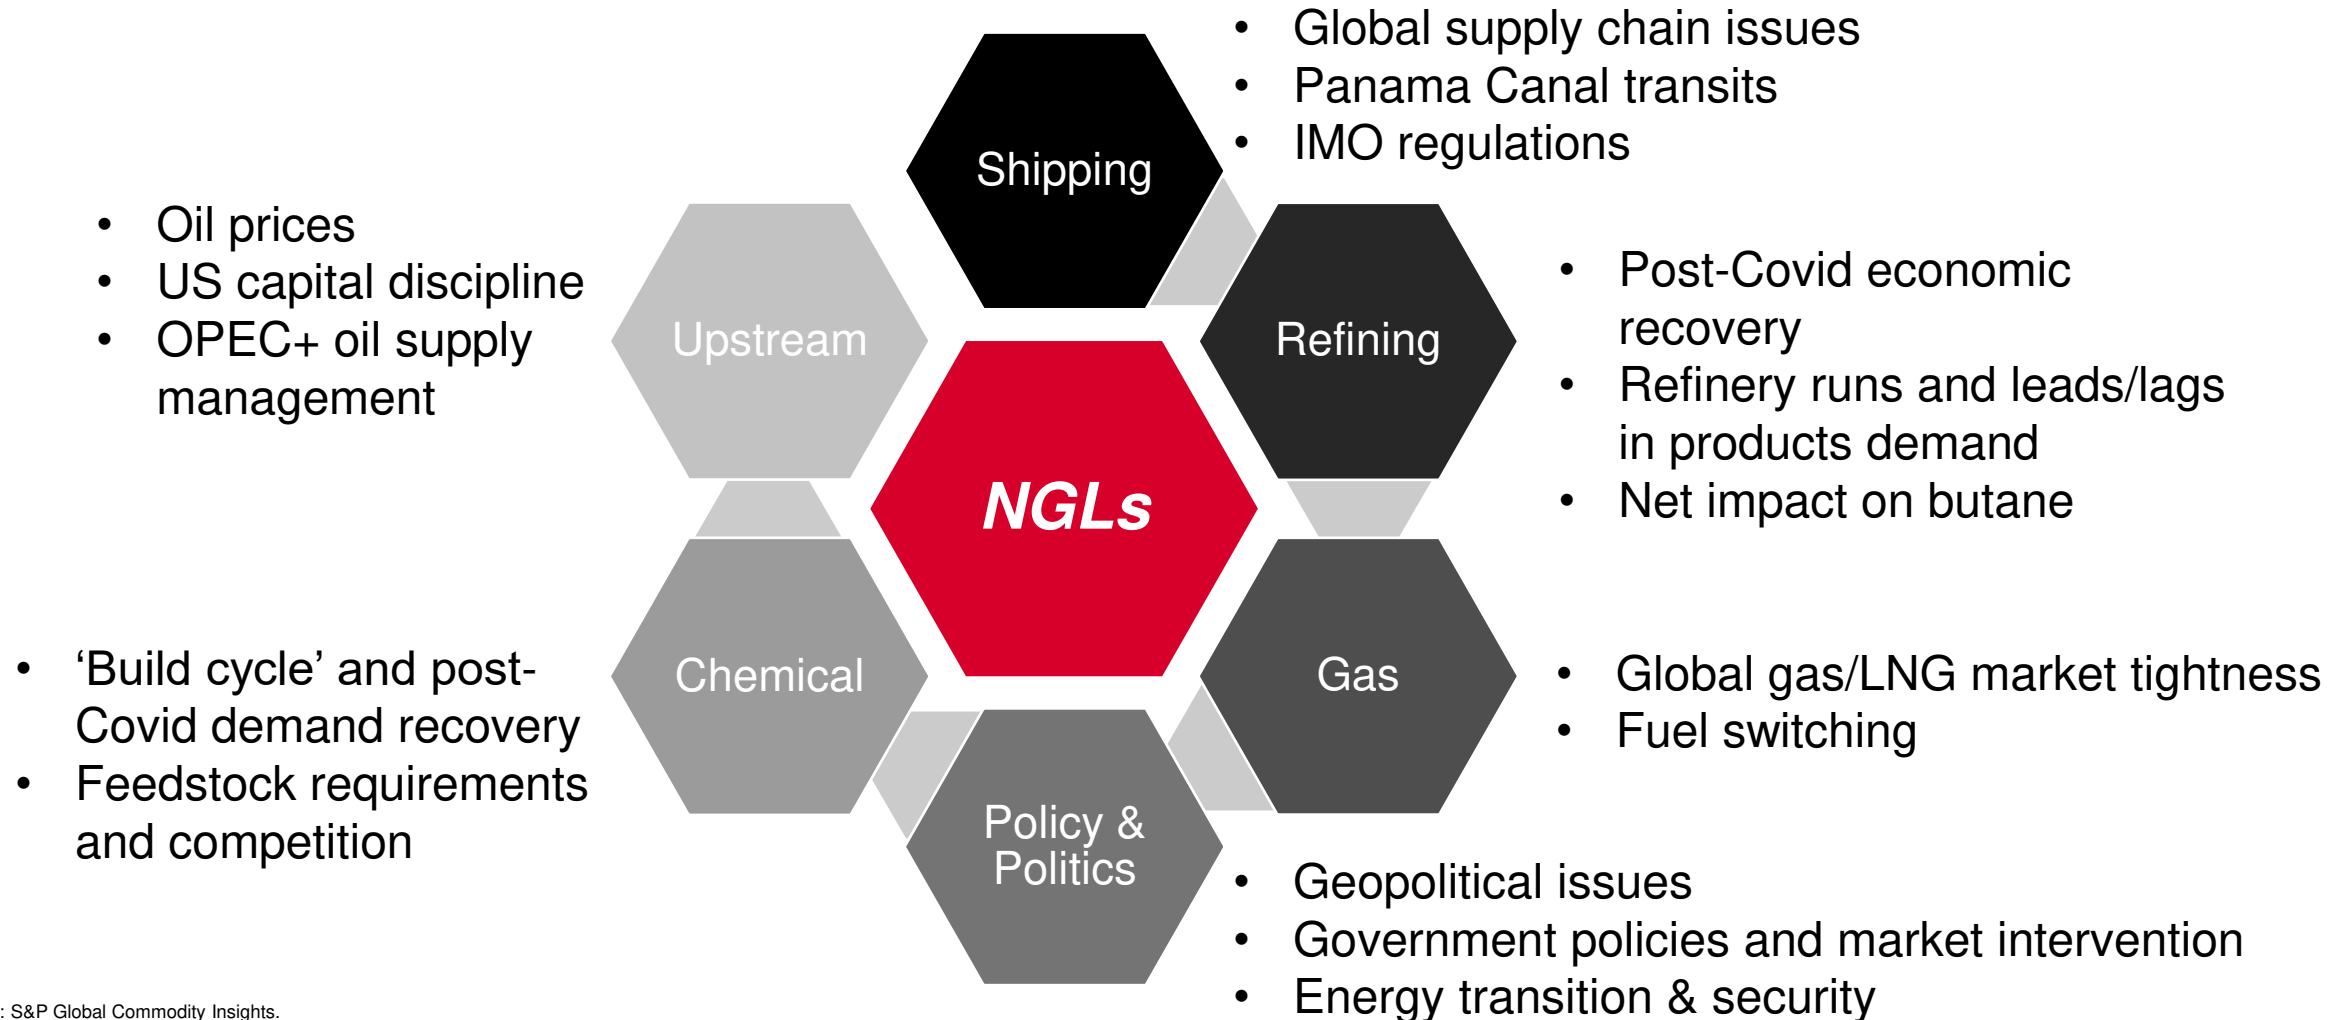 • Global supply chain issues
• Panama Canal transits
• IMO regulations
Shipping
• Oil prices
• US capital discipline
• OPEC+ oil supply
management
Upstream
Refining
• Post-Covid economic
recovery
• Refinery runs and leads/lags
in products demand
• Net impact on butane
NGLs
• ‘Build cycle’ and post-
Covid demand recovery
• Feedstock requirements
and competition
Chemical
Gas
• Global gas/LNG market tightness
• Fuel switching
Policy &
Politics
• Geopolitical issues
• Government policies and market intervention
• Energy transition & security
: S&P Global Commodity Insights.